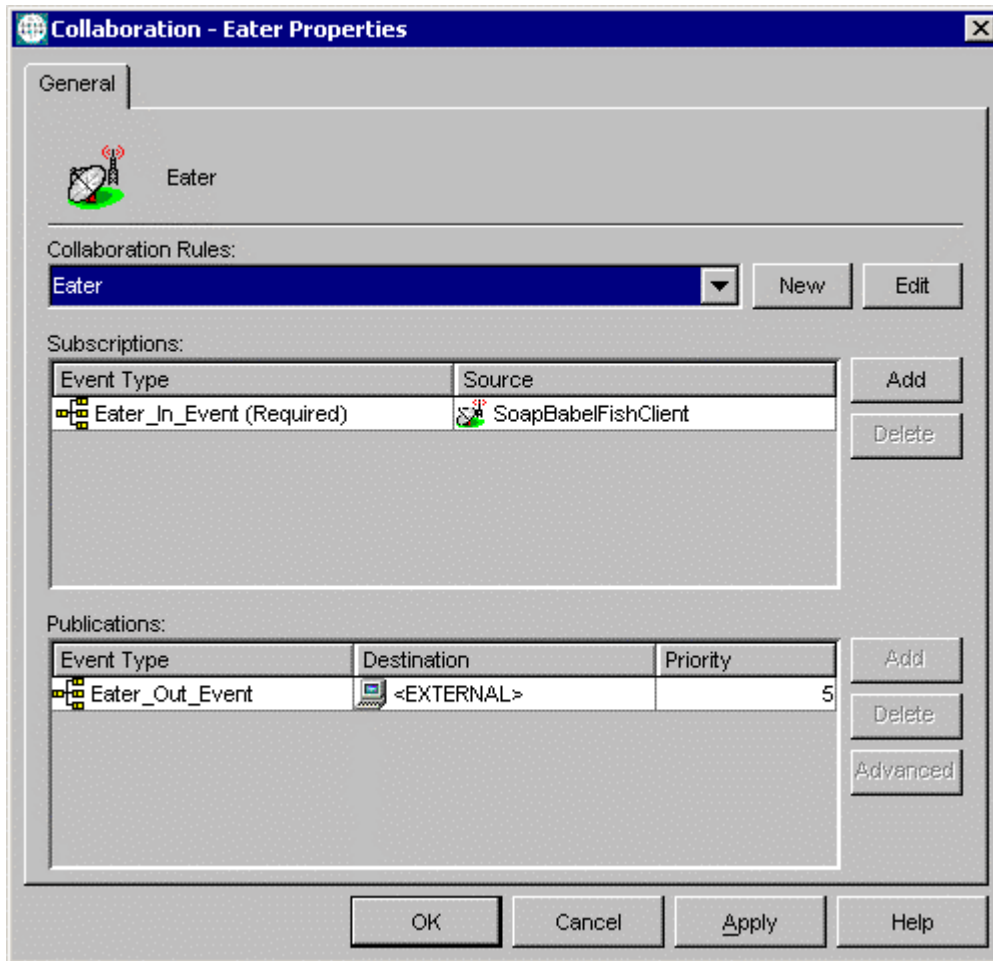 Collaboration - Eater Properties
General
Eater
Collaboration Rules:
Eater
New
Edit
Subscriptions:
Event Type Source
Eater_In_Event (Required) SoapBabelFishClient
Add
Delete
Publications:
Event Type Destination Priority
Eater_Out_Event <EXTERNAL> 5
Add
Delete
Advanced
OK Cancel Apply Help